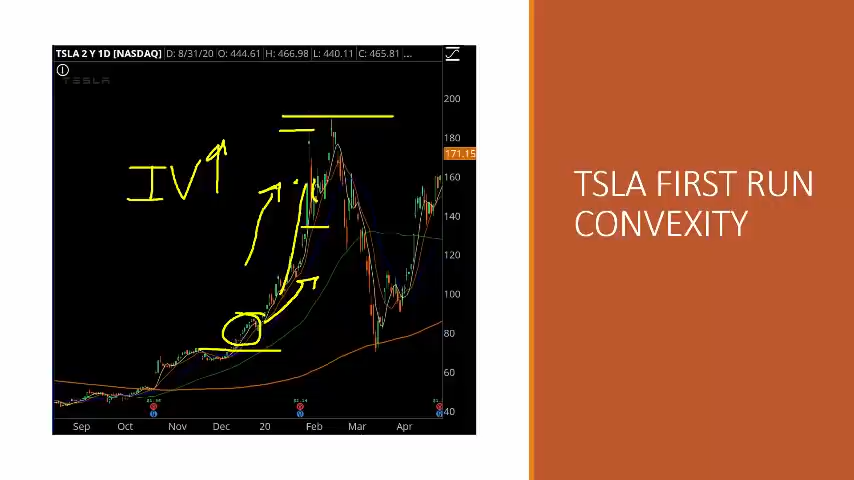 TSLA 2 Y 1D [NASDAQ] D: 8/31/20 O: 444.61 H: 466.98 L: 440.11 C: 465.81 ...
TESLA
200
180
171.15
160
140
120
100
80
60
40
IV
Sep Oct Nov Dec 20 Feb Mar Apr
TSLA FIRST RUN
CONVEXITY